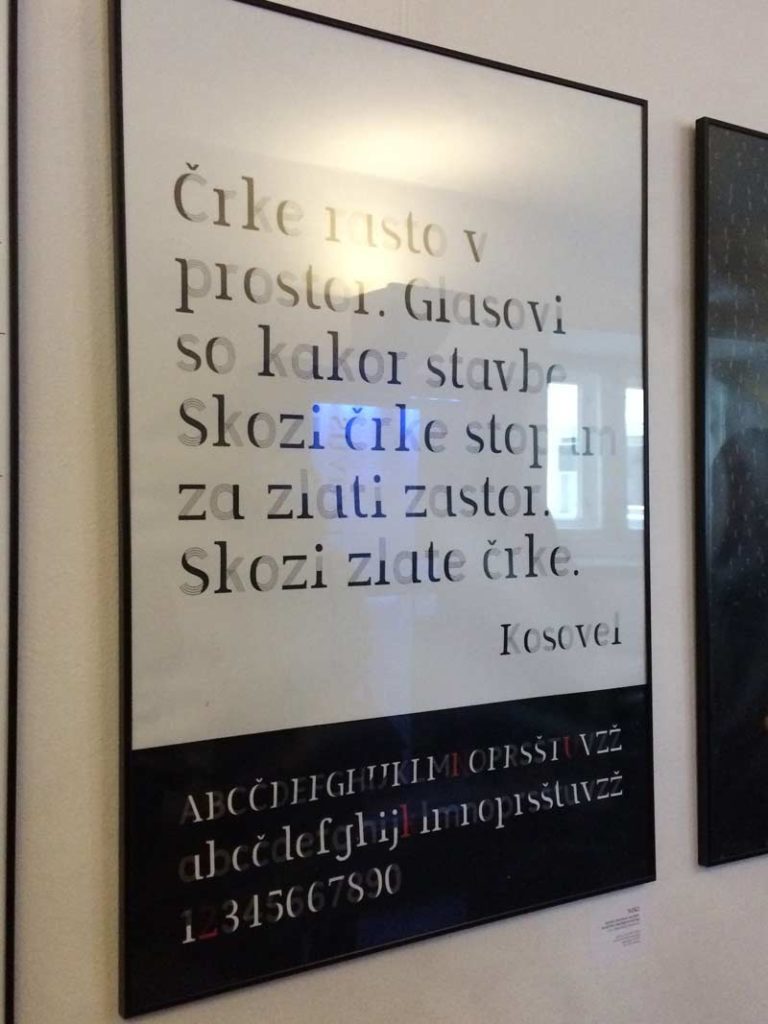 Črke rasto v
prostor. Glasovi
so kakor stavbe
Skozi črke stopam
za zlati zastor.
Skozi zlate črke.
Kosovel
ABCČDEFGHIJKLMNOPRSŠTUVZŽ
abcčdefghijklmnoprsštuvzž
12345667890